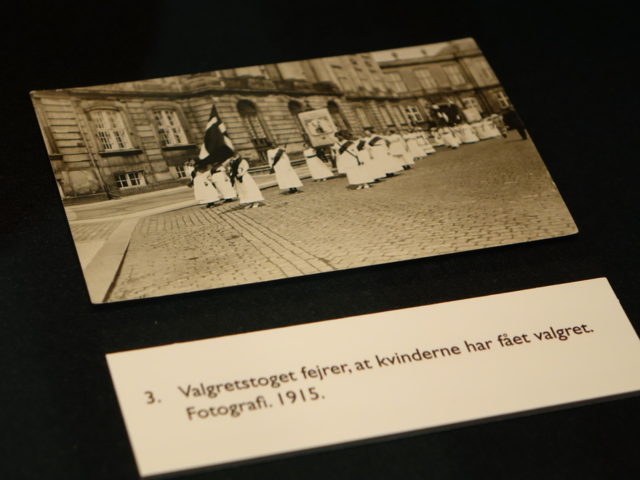 3. Valgretstoget fejrer, at kvinderne har fået valgret.
Fotografi. 1915.